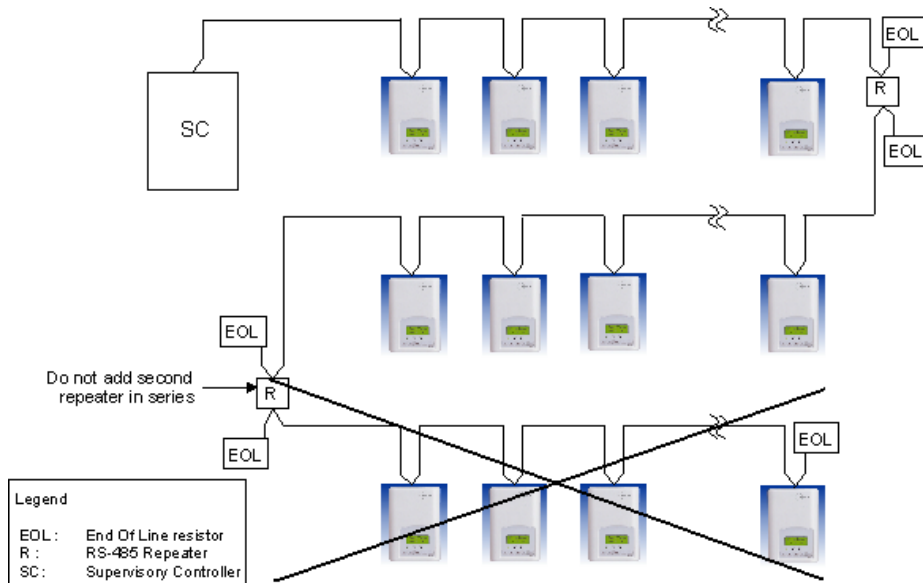 EOL
SC
R
EOL
EOL
Do not add second
repeater in series
R
EOL
EOL
Legend
EOL : End Of Line resistor
R : RS-485 Repeater
SC: Supervisory Controller